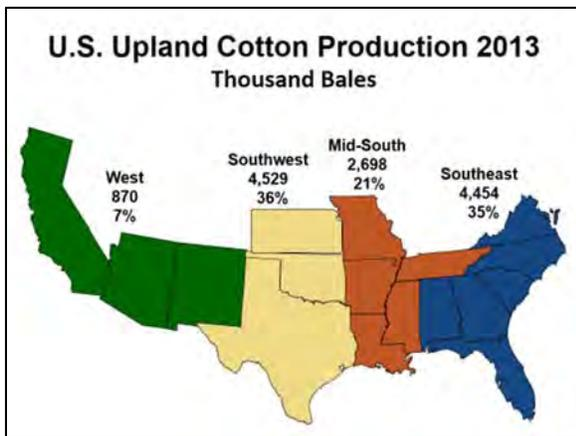 U.S. Upland Cotton Production 2013
Thousand Bales
West
870
7%
Southwest
4,529
36%
Mid-South
2,698
21%
Southeast
4,454
35%